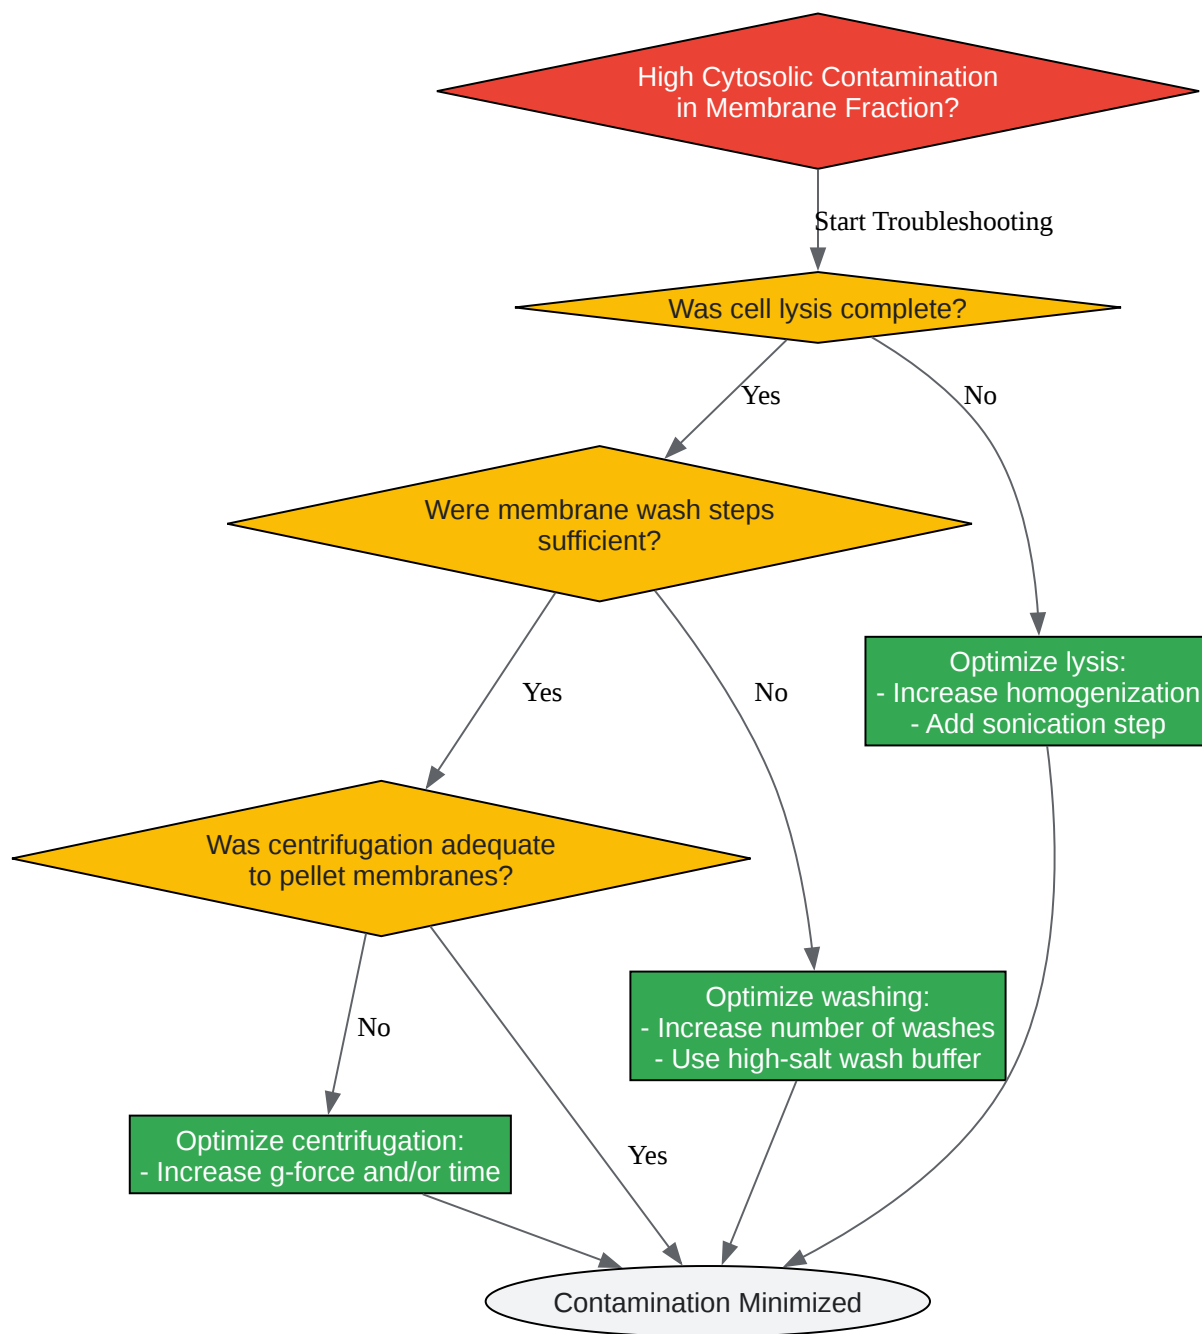 High Cytosolic Contamination
in Membrane Fraction?
Start Troubleshooting
Was cell lysis complete?
Yes
No
Were membrane wash steps
sufficient?
Optimize lysis:
- Increase homogenization
- Add sonication step
Yes
No
Was centrifugation adequate
to pellet membranes?
Optimize washing:
- Increase number of washes
- Use high-salt wash buffer
No
Yes
Optimize centrifugation:
- Increase g-force and/or time
Contamination Minimized